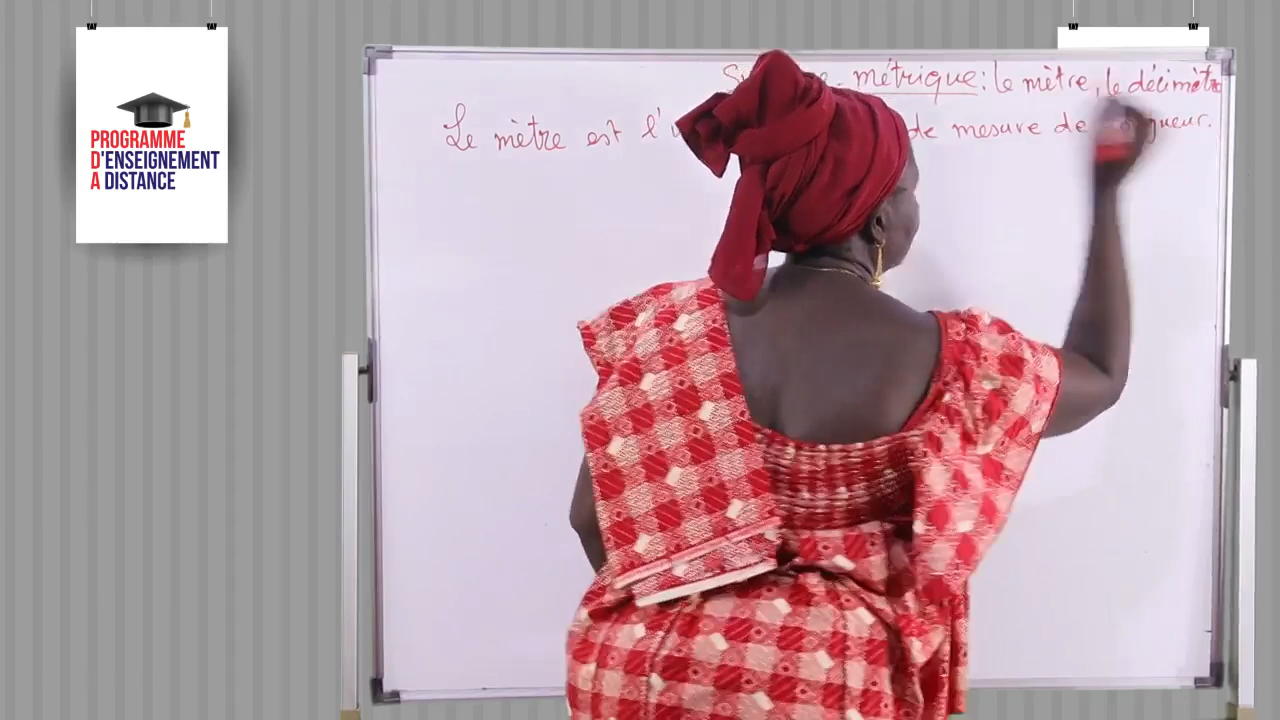 PROGRAMME
D'ENSEIGNEMENT
A DISTANCE
métrique : le mètre, le décimètre
Le mètre est l' de mesure de